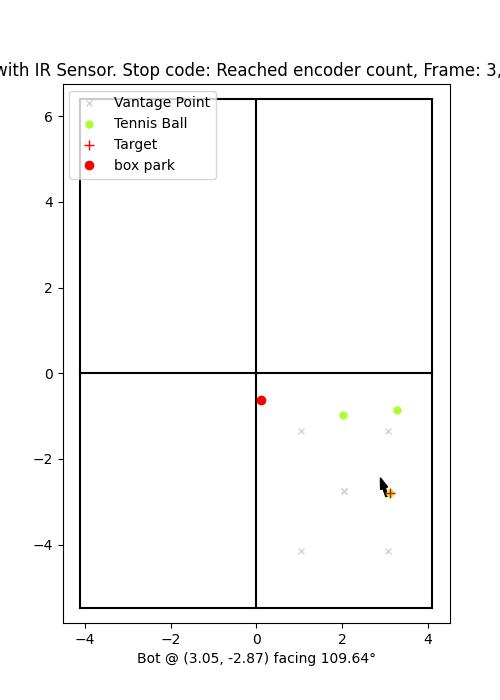 with IR Sensor. Stop code: Reached encoder count, Frame: 3,
Vantage Point
Tennis Ball
Target
box park
6
4
2
0
−2
−4
−4
−2
0
2
4
Bot @ (3.05, -2.87) facing 109.64°